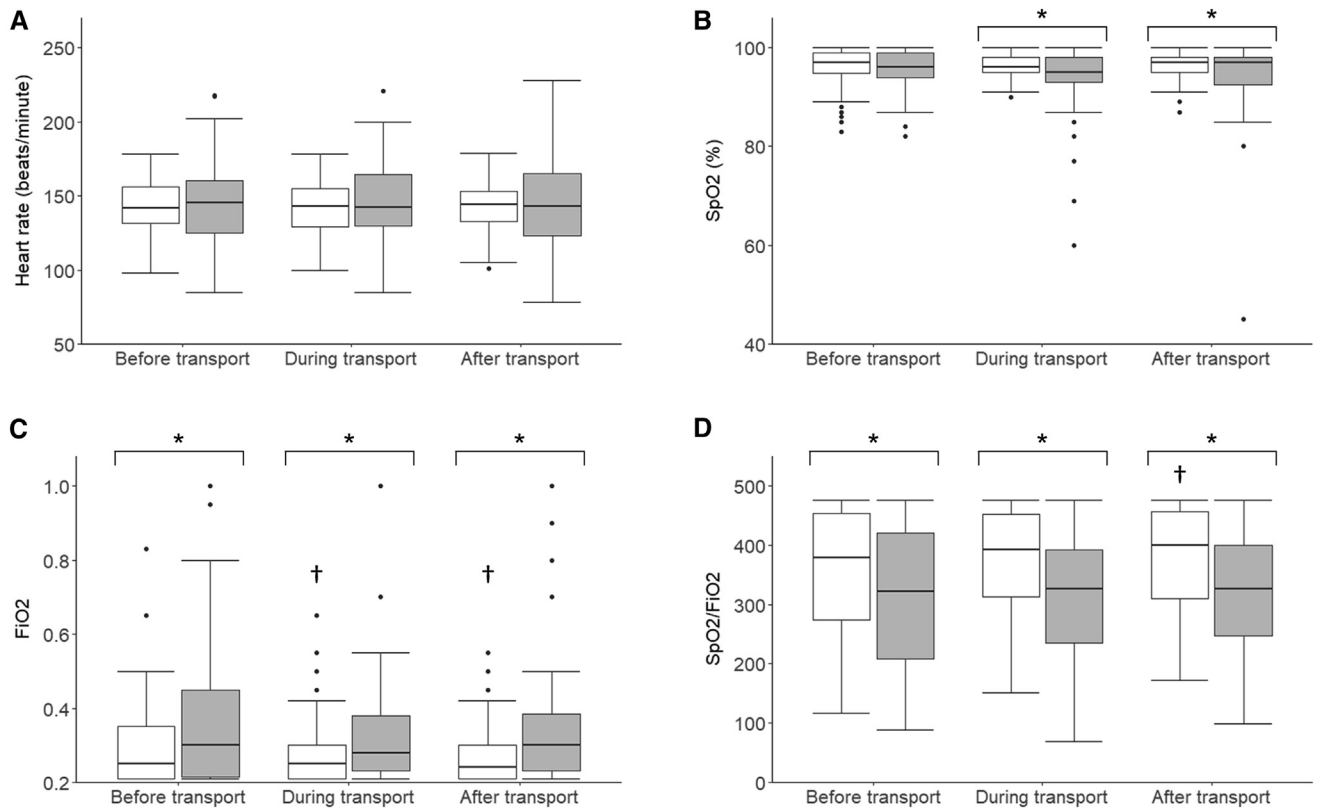 A
Heart rate (beats/minute)
250
200
150
100
50
Before transport During transport After transport
B
* *
SpO2 (%)
100
80
60
40
Before transport During transport After transport
C
* * *
FiO2
1.0
† †
0.8
0.6
0.4
0.2
Before transport During transport After transport
D
* * *
†
SpO2/FiO2
500
400
300
200
100
0
Before transport During transport After transport